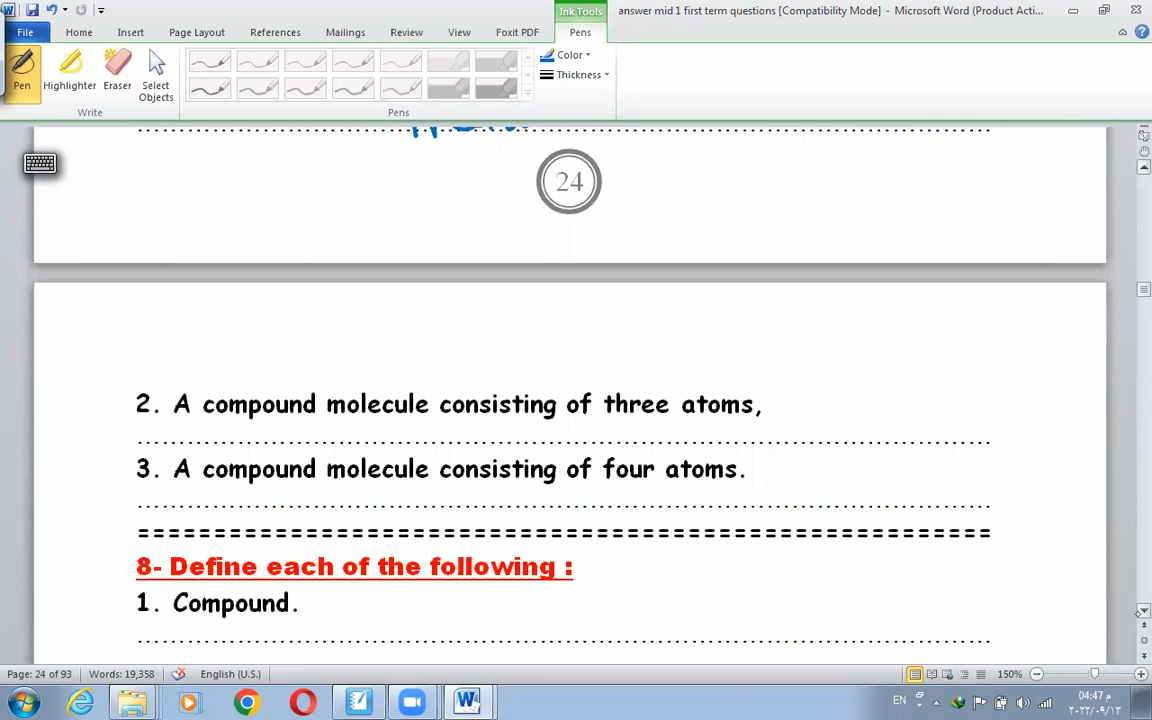 answer mid 1 first term questions [Compatibility Mode] - Microsoft Word (Product Acti...
Ink Tools
File Home Insert Page Layout References Mailings Review View Foxit PDF Pens
Pen Highlighter Eraser Select Objects
Color
Thickness
Write Pens
24
2. A compound molecule consisting of three atoms,
3. A compound molecule consisting of four atoms.
8- Define each of the following :
1. Compound.
Page: 24 of 93 Words: 19,358 English (U.S.) 150%
EN 04:47 م